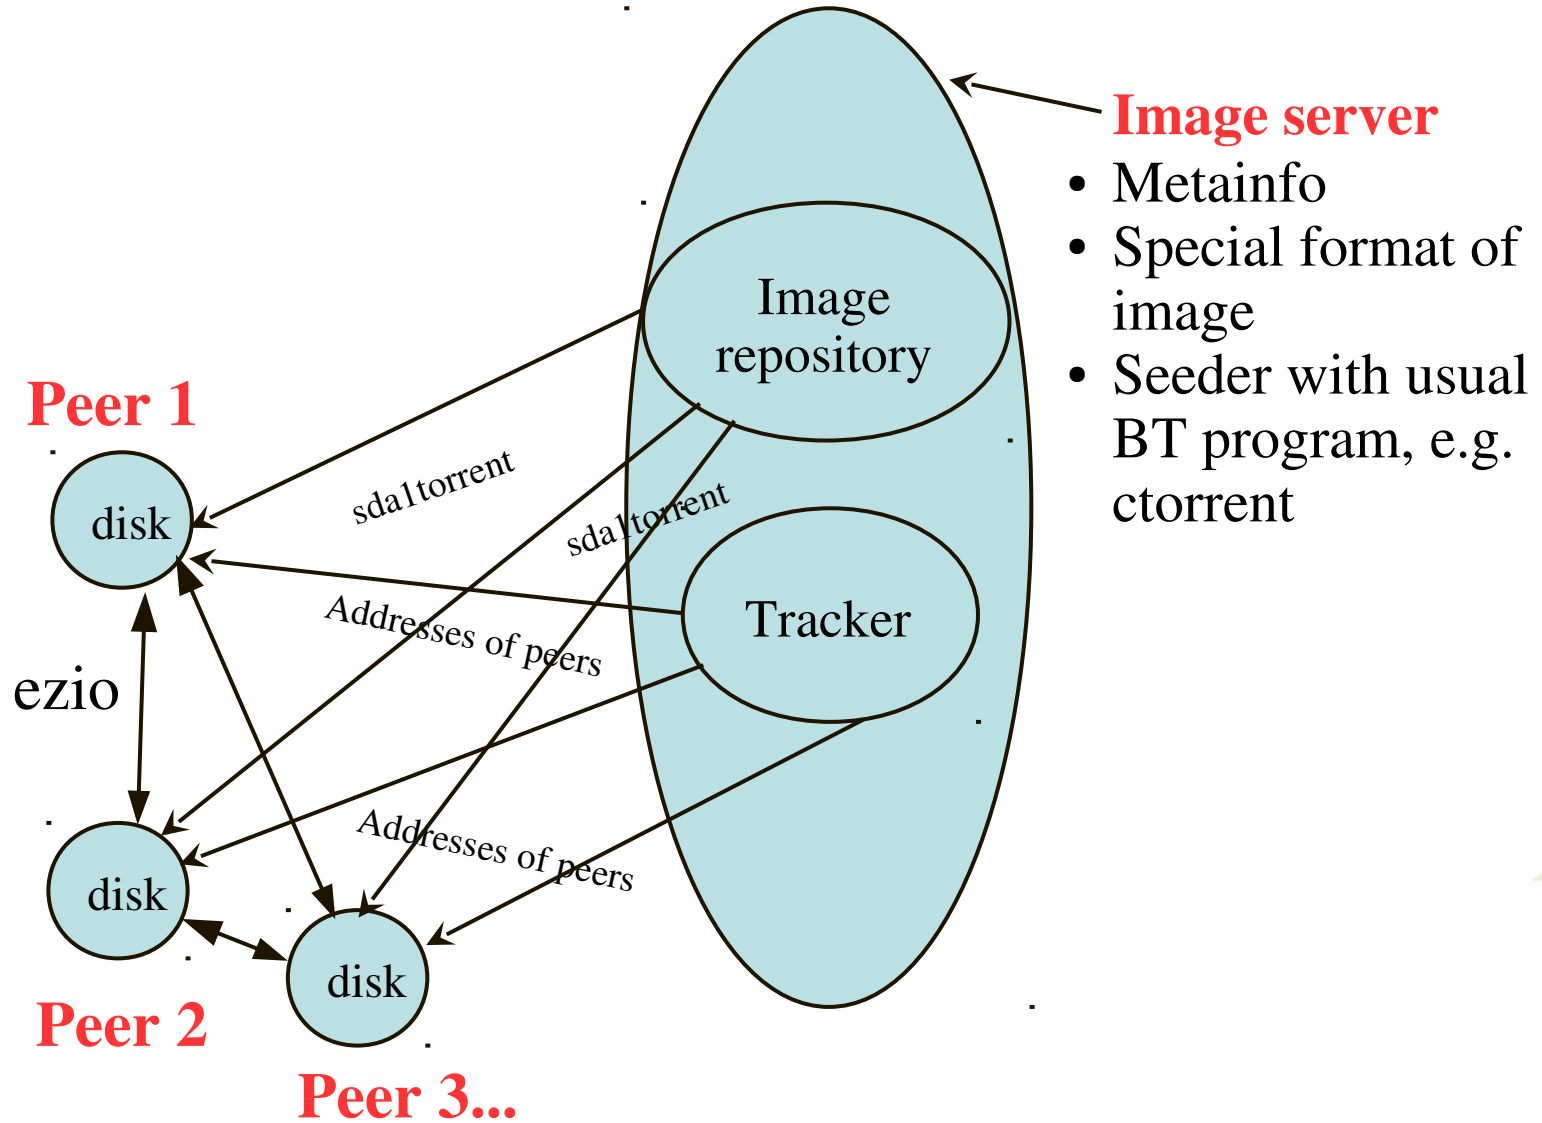 Image server
• Metainfo
• Special format of
image
• Seeder with usual
BT program, e.g.
ctorrent
Image
repository
Peer 1
disk
sda1torrent
sda1torrent
Addresses of peers
Tracker
ezio
Addresses of peers
disk
disk
Peer 2
Peer 3...